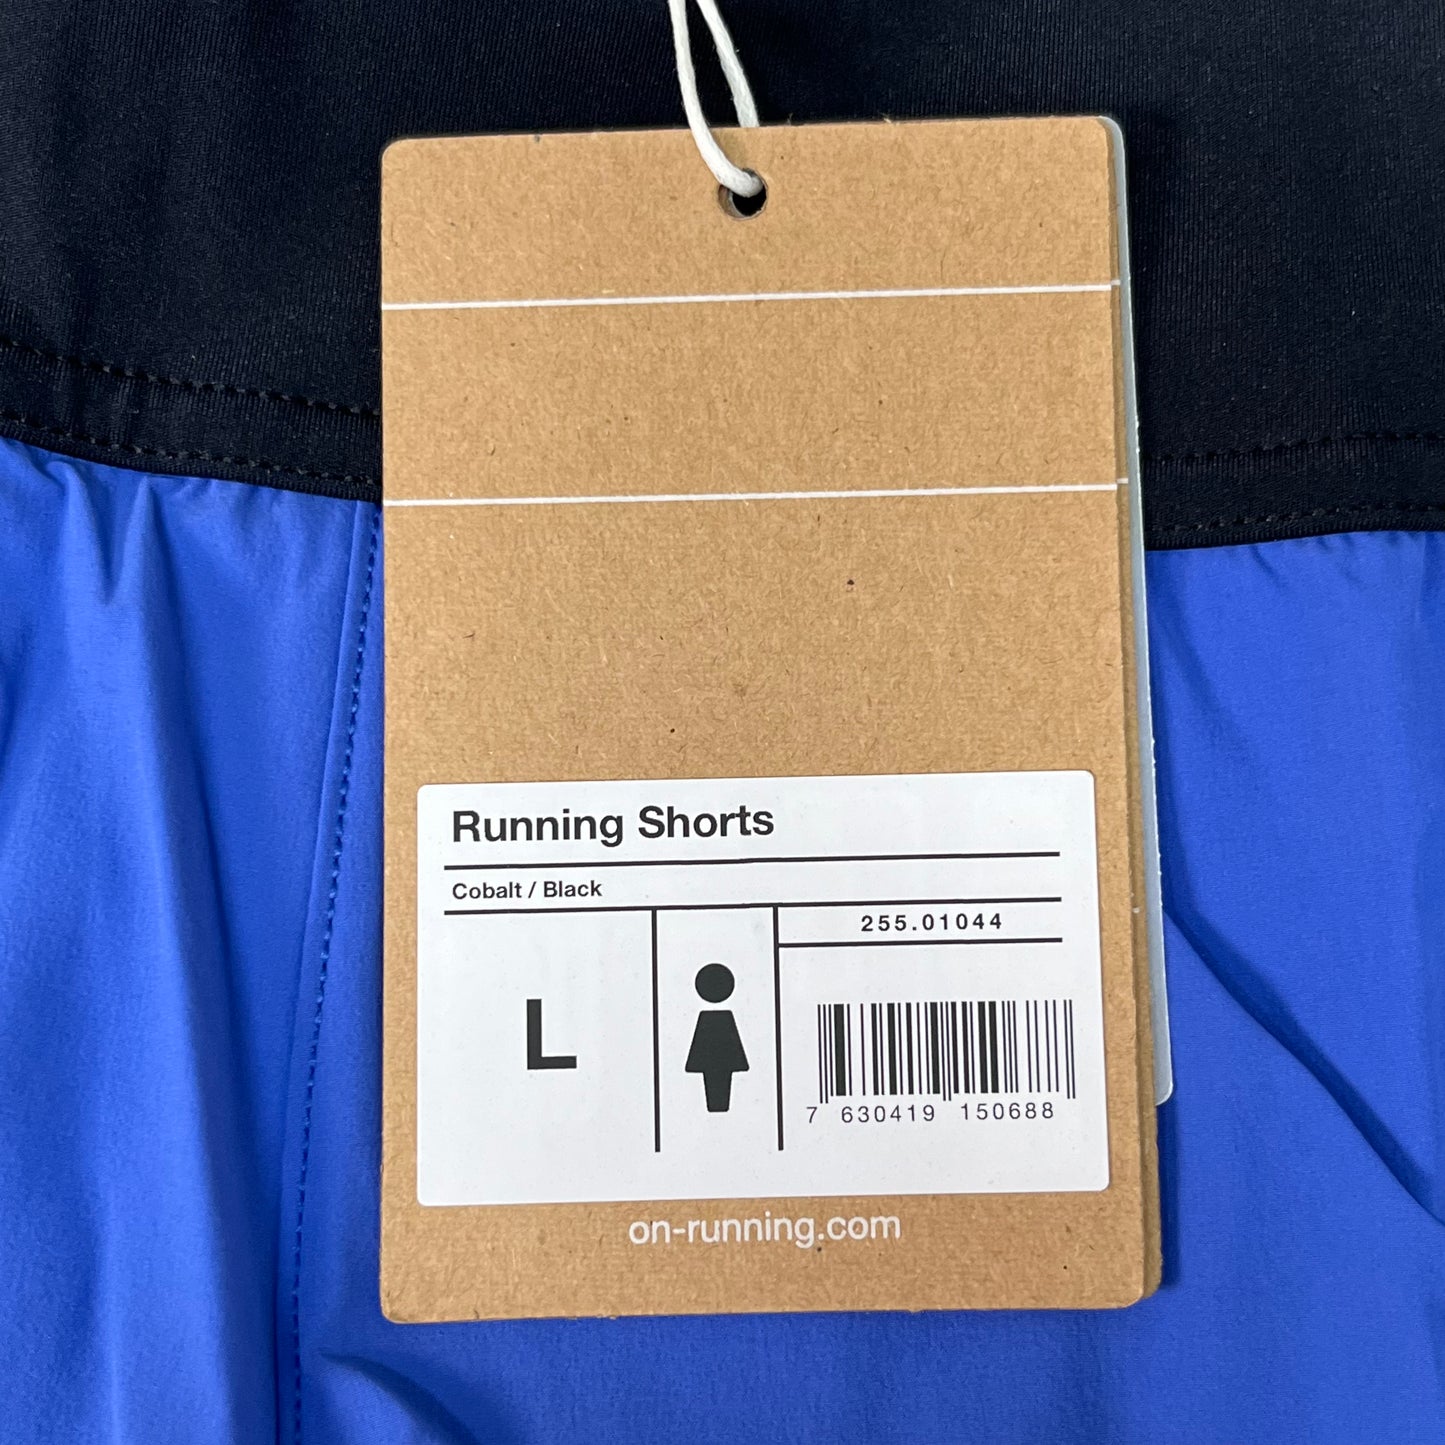 Running Shorts
Cobalt / Black
255.01044
L
7 630419 150688
on-running.com